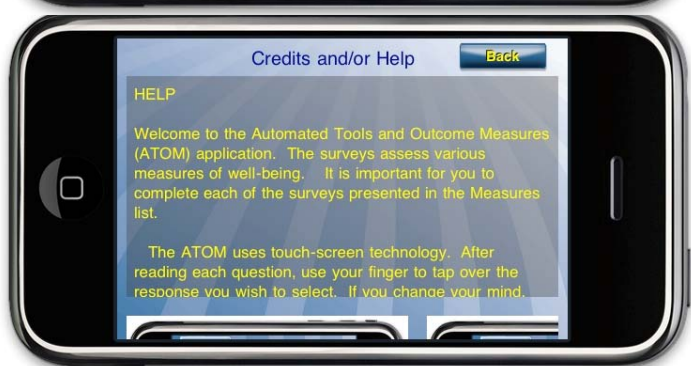 Credits and/or Help
Back
HELP
Welcome to the Automated Tools and Outcome Measures
(ATOM) application.  The surveys assess various
measures of well-being.    It is important for you to
complete each of the surveys presented in the Measures
list.
The ATOM uses touch-screen technology.  After
reading each question, use your finger to tap over the
response you wish to select.  If you change your mind,